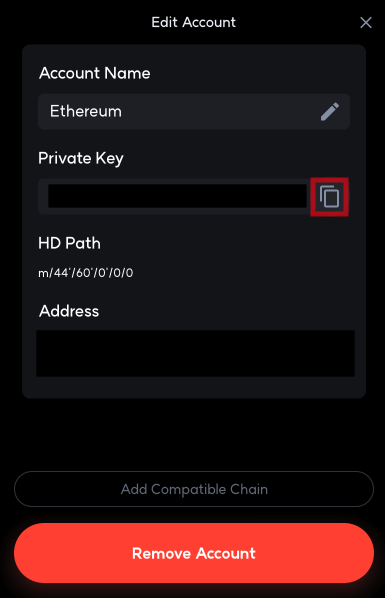 Edit Account
Account Name
Ethereum
Private Key
HD Path
m/44'/60'/0'/0/0
Address
Add Compatible Chain
Remove Account